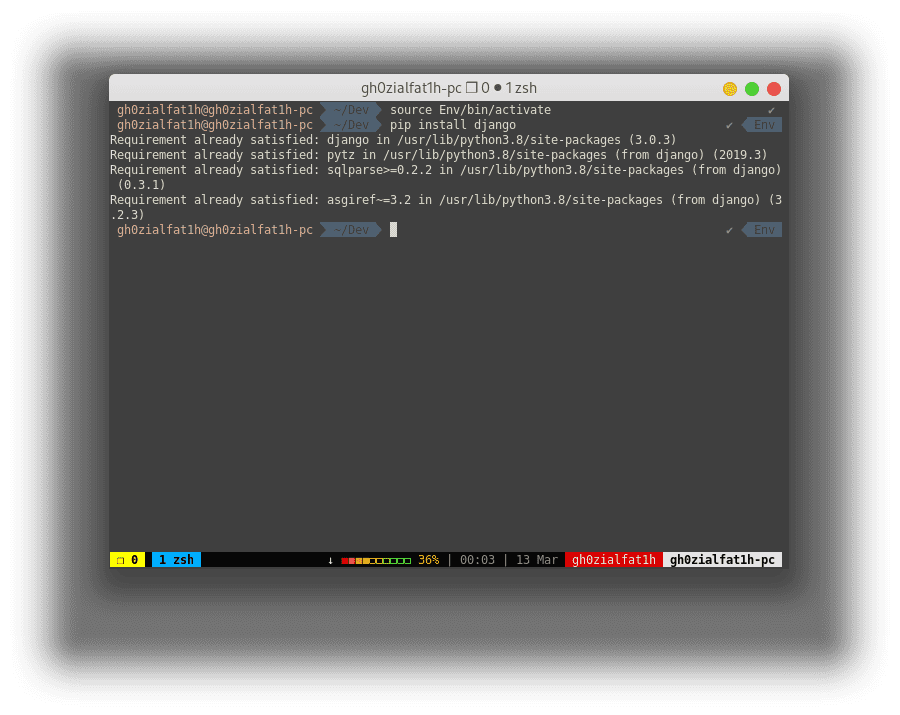 gh0zialfat1h-pc ❐ 0 ● 1 zsh
gh0zialfat1h@gh0zialfat1h-pc ~/Dev source Env/bin/activate ✔
gh0zialfat1h@gh0zialfat1h-pc ~/Dev pip install django ✔ Env
Requirement already satisfied: django in /usr/lib/python3.8/site-packages (3.0.3)
Requirement already satisfied: pytz in /usr/lib/python3.8/site-packages (from django) (2019.3)
Requirement already satisfied: sqlparse>=0.2.2 in /usr/lib/python3.8/site-packages (from django)
(0.3.1)
Requirement already satisfied: asgiref~=3.2 in /usr/lib/python3.8/site-packages (from django) (3
.2.3)
gh0zialfat1h@gh0zialfat1h-pc ~/Dev ✔ Env
❐ 0 1 zsh ↓ 36% | 00:03 | 13 Mar gh0zialfat1h gh0zialfat1h-pc